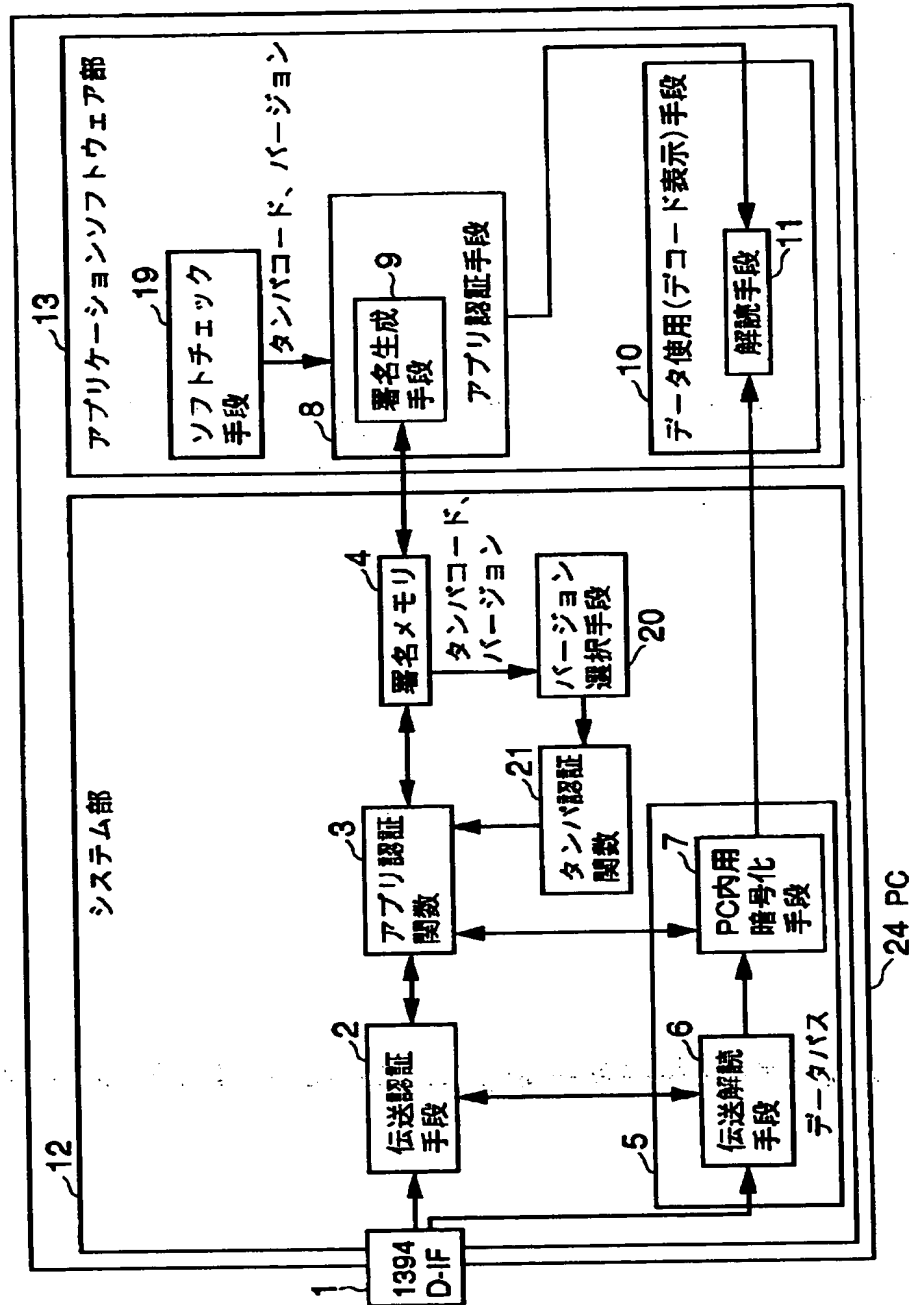 24 PC
12
システム部
1
1394
D-IF
2
伝送認証
手段
3
アプリ認証
関数
4
署名メモリ
タンパコード、
バージョン
バージョン
選択手段
20
21
タンパ認証
関数
5
データパス
6
伝送解読
手段
7
PC内用
暗号化
手段
13
アプリケーションソフトウェア部
19
ソフトチェック
手段
タンパコード、バージョン
8
アプリ認証手段
9
署名生成
手段
10
データ使用(デコード表示)手段
解読手段
11